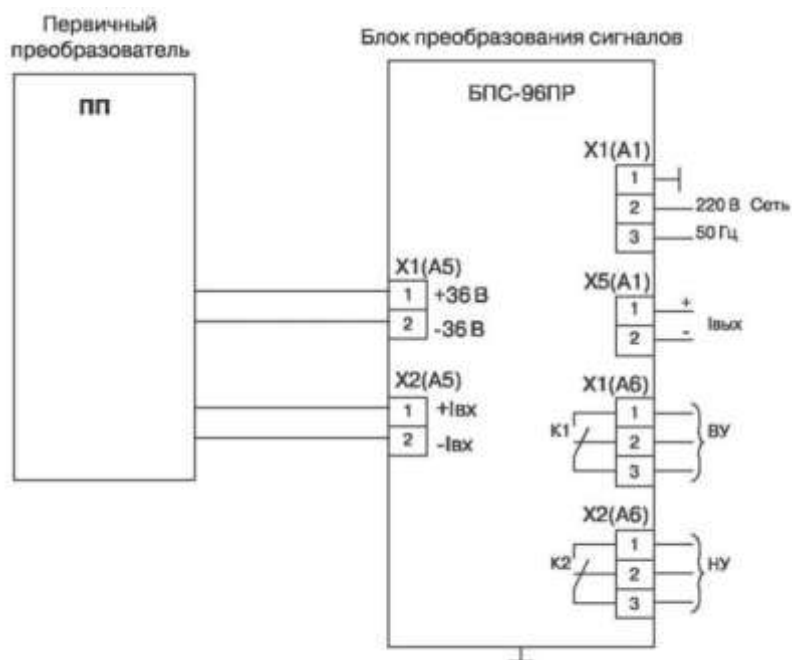 Первичный
преобразователь
ПП
Блок преобразования сигналов
БПС-96ПР
X1(A5)
1 +36 В
2 -36 В
X2(A5)
1 +Iвх
2 -Iвх
X1(A1)
1
2 220 В Сеть
3 50 Гц
X5(A1)
1 +
Iвых
2 -
X1(A6)
1
К1 2 ВУ
3
X2(A6)
1
К2 2 НУ
3